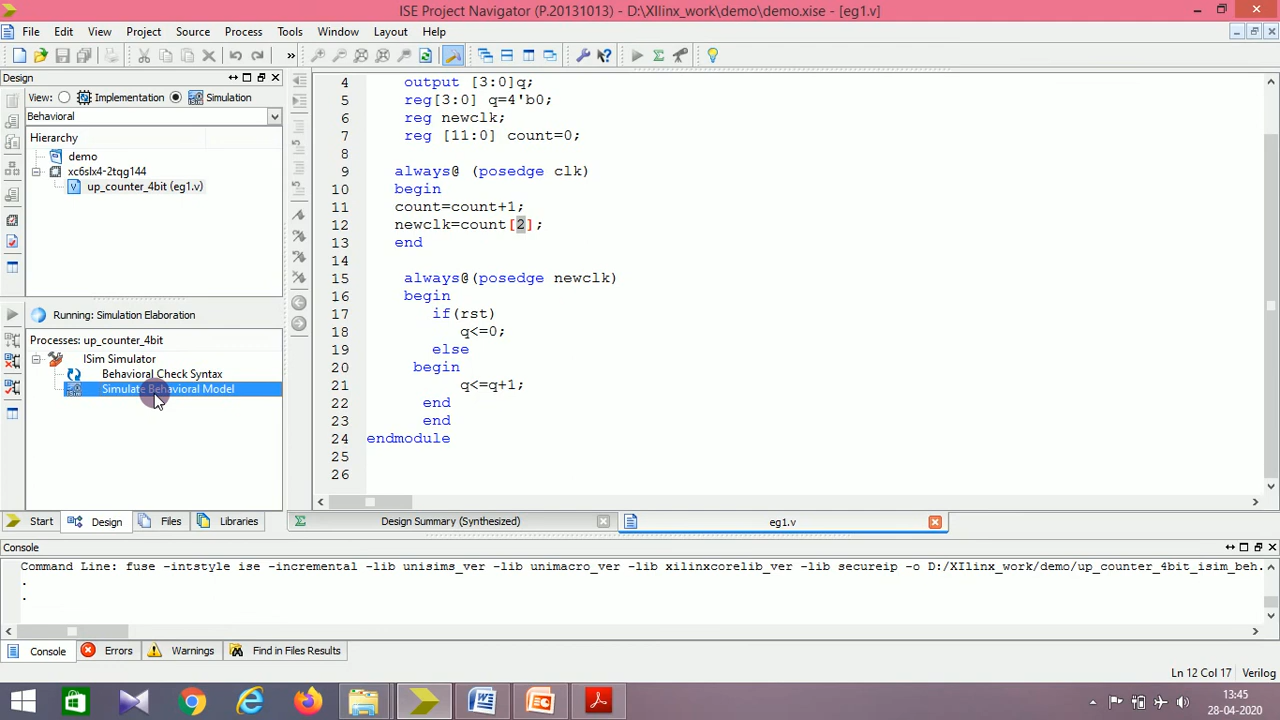 ISE Project Navigator (P.20131013) - D:\XIlinx_work\demo\demo.xise - [eg1.v]
File Edit View Project Source Process Tools Window Layout Help
Design
View: Implementation Simulation
Behavioral
Hierarchy
demo
xc6slx4-2tqg144
up_counter_4bit (eg1.v)
Running: Simulation Elaboration
Processes: up_counter_4bit
ISim Simulator
Behavioral Check Syntax
Simulate Behavioral Model
Start Design Files Libraries
4 output [3:0]q;
5 reg[3:0] q=4'b0;
6 reg newclk;
7 reg [11:0] count=0;
8
9 always@ (posedge clk)
10 begin
11 count=count+1;
12 newclk=count[2];
13 end
14
15 always@(posedge newclk)
16 begin
17 if(rst)
18 q<=0;
19 else
20 begin
21 q<=q+1;
22 end
23 end
24 endmodule
25
26
Design Summary (Synthesized) eg1.v
Console
Command Line: fuse -intstyle ise -incremental -lib unisims_ver -lib unimacro_ver -lib xilinxcorelib_ver -lib secureip -o D:/XIlinx_work/demo/up_counter_4bit_isim_beh.
.
.
Console Errors Warnings Find in Files Results
Ln 12 Col 17 Verilog
13:45
28-04-2020